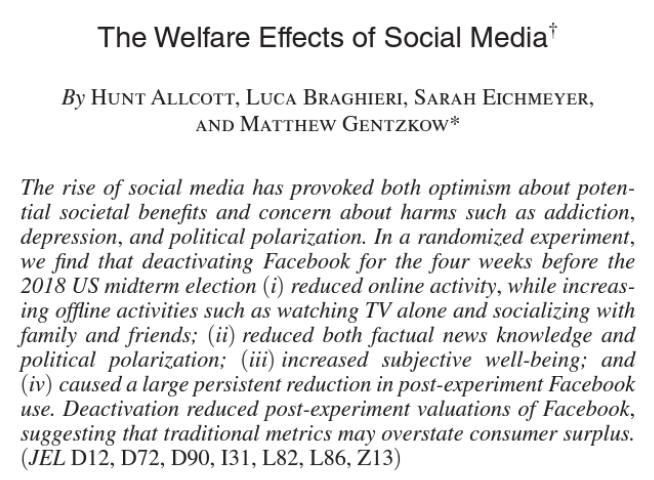 The Welfare Effects of Social Media†
By HUNT ALLCOTT, LUCA BRAGHIERI, SARAH EICHMEYER,
AND MATTHEW GENTZKOW*
The rise of social media has provoked both optimism about poten-
tial societal benefits and concern about harms such as addiction,
depression, and political polarization. In a randomized experiment,
we find that deactivating Facebook for the four weeks before the
2018 US midterm election (i) reduced online activity, while increas-
ing offline activities such as watching TV alone and socializing with
family and friends; (ii) reduced both factual news knowledge and
political polarization; (iii) increased subjective well-being; and
(iv) caused a large persistent reduction in post-experiment Facebook
use. Deactivation reduced post-experiment valuations of Facebook,
suggesting that traditional metrics may overstate consumer surplus.
(JEL D12, D72, D90, I31, L82, L86, Z13)